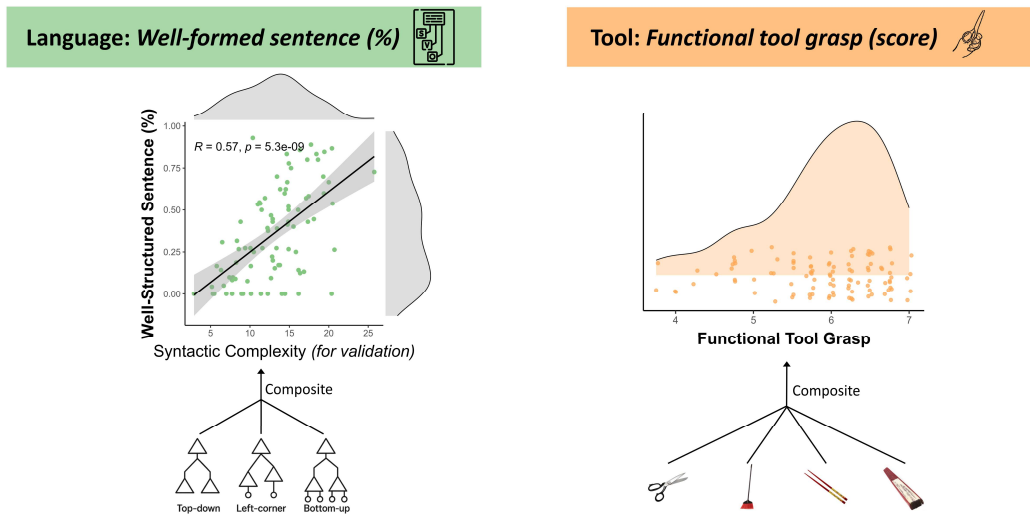 Language: Well-formed sentence (%)
S
V
O
Tool: Functional tool grasp (score)
Well-Structured Sentence (%)
1.00
0.75
0.50
0.25
0.00
R = 0.57, p = 5.3e-09
5
10
15
20
25
Syntactic Complexity (for validation)
Composite
Top-down
Left-corner
Bottom-up
4
5
6
7
Functional Tool Grasp
Composite